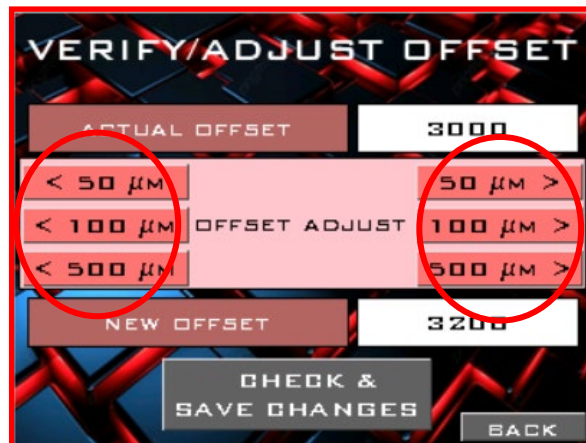 VERIFY/ADJUST OFFSET
ACTUAL OFFSET 3000
< 50 µM 50 µM >
< 100 µM OFFSET ADJUST 100 µM >
< 500 µM 500 µM >
NEW OFFSET 3200
CHECK &
SAVE CHANGES
BACK